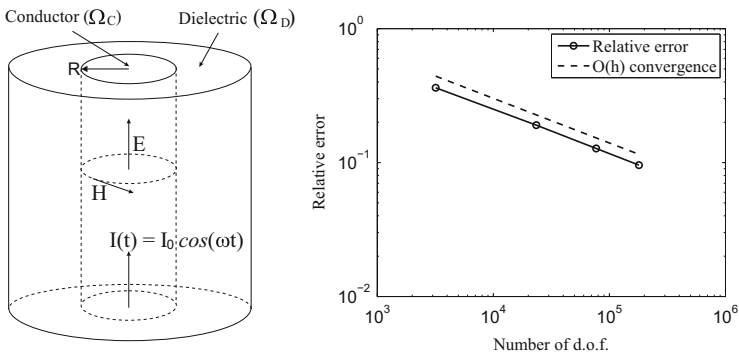 Conductor (Ω_C)
Dielectric (Ω_D)
R
E
H
I(t) = I_0 cos(ωt)
10^0
10^-1
10^-2
Relative error
Relative error
O(h) convergence
10^3
10^4
10^5
10^6
Number of d.o.f.